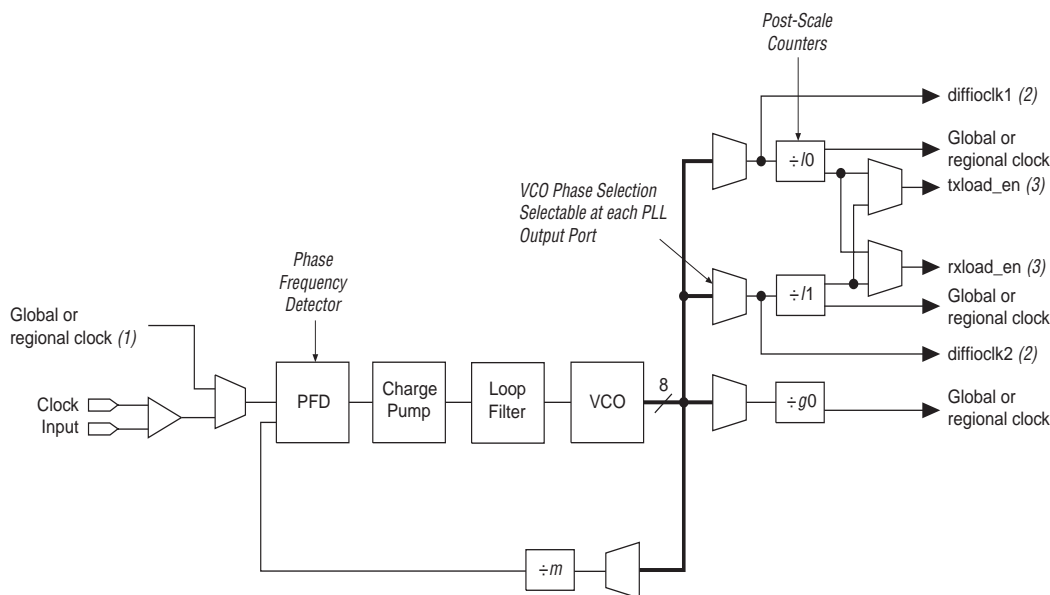 Post-Scale
Counters
diffioclk1 (2)
Global or
regional clock
÷l0
txload_en (3)
VCO Phase Selection
Selectable at each PLL
Output Port
rxload_en (3)
÷l1
Global or
regional clock
diffioclk2 (2)
Phase
Frequency
Detector
Global or
regional clock (1)
Clock
Input
PFD
Charge
Pump
Loop
Filter
VCO
8
÷g0
Global or
regional clock
÷m